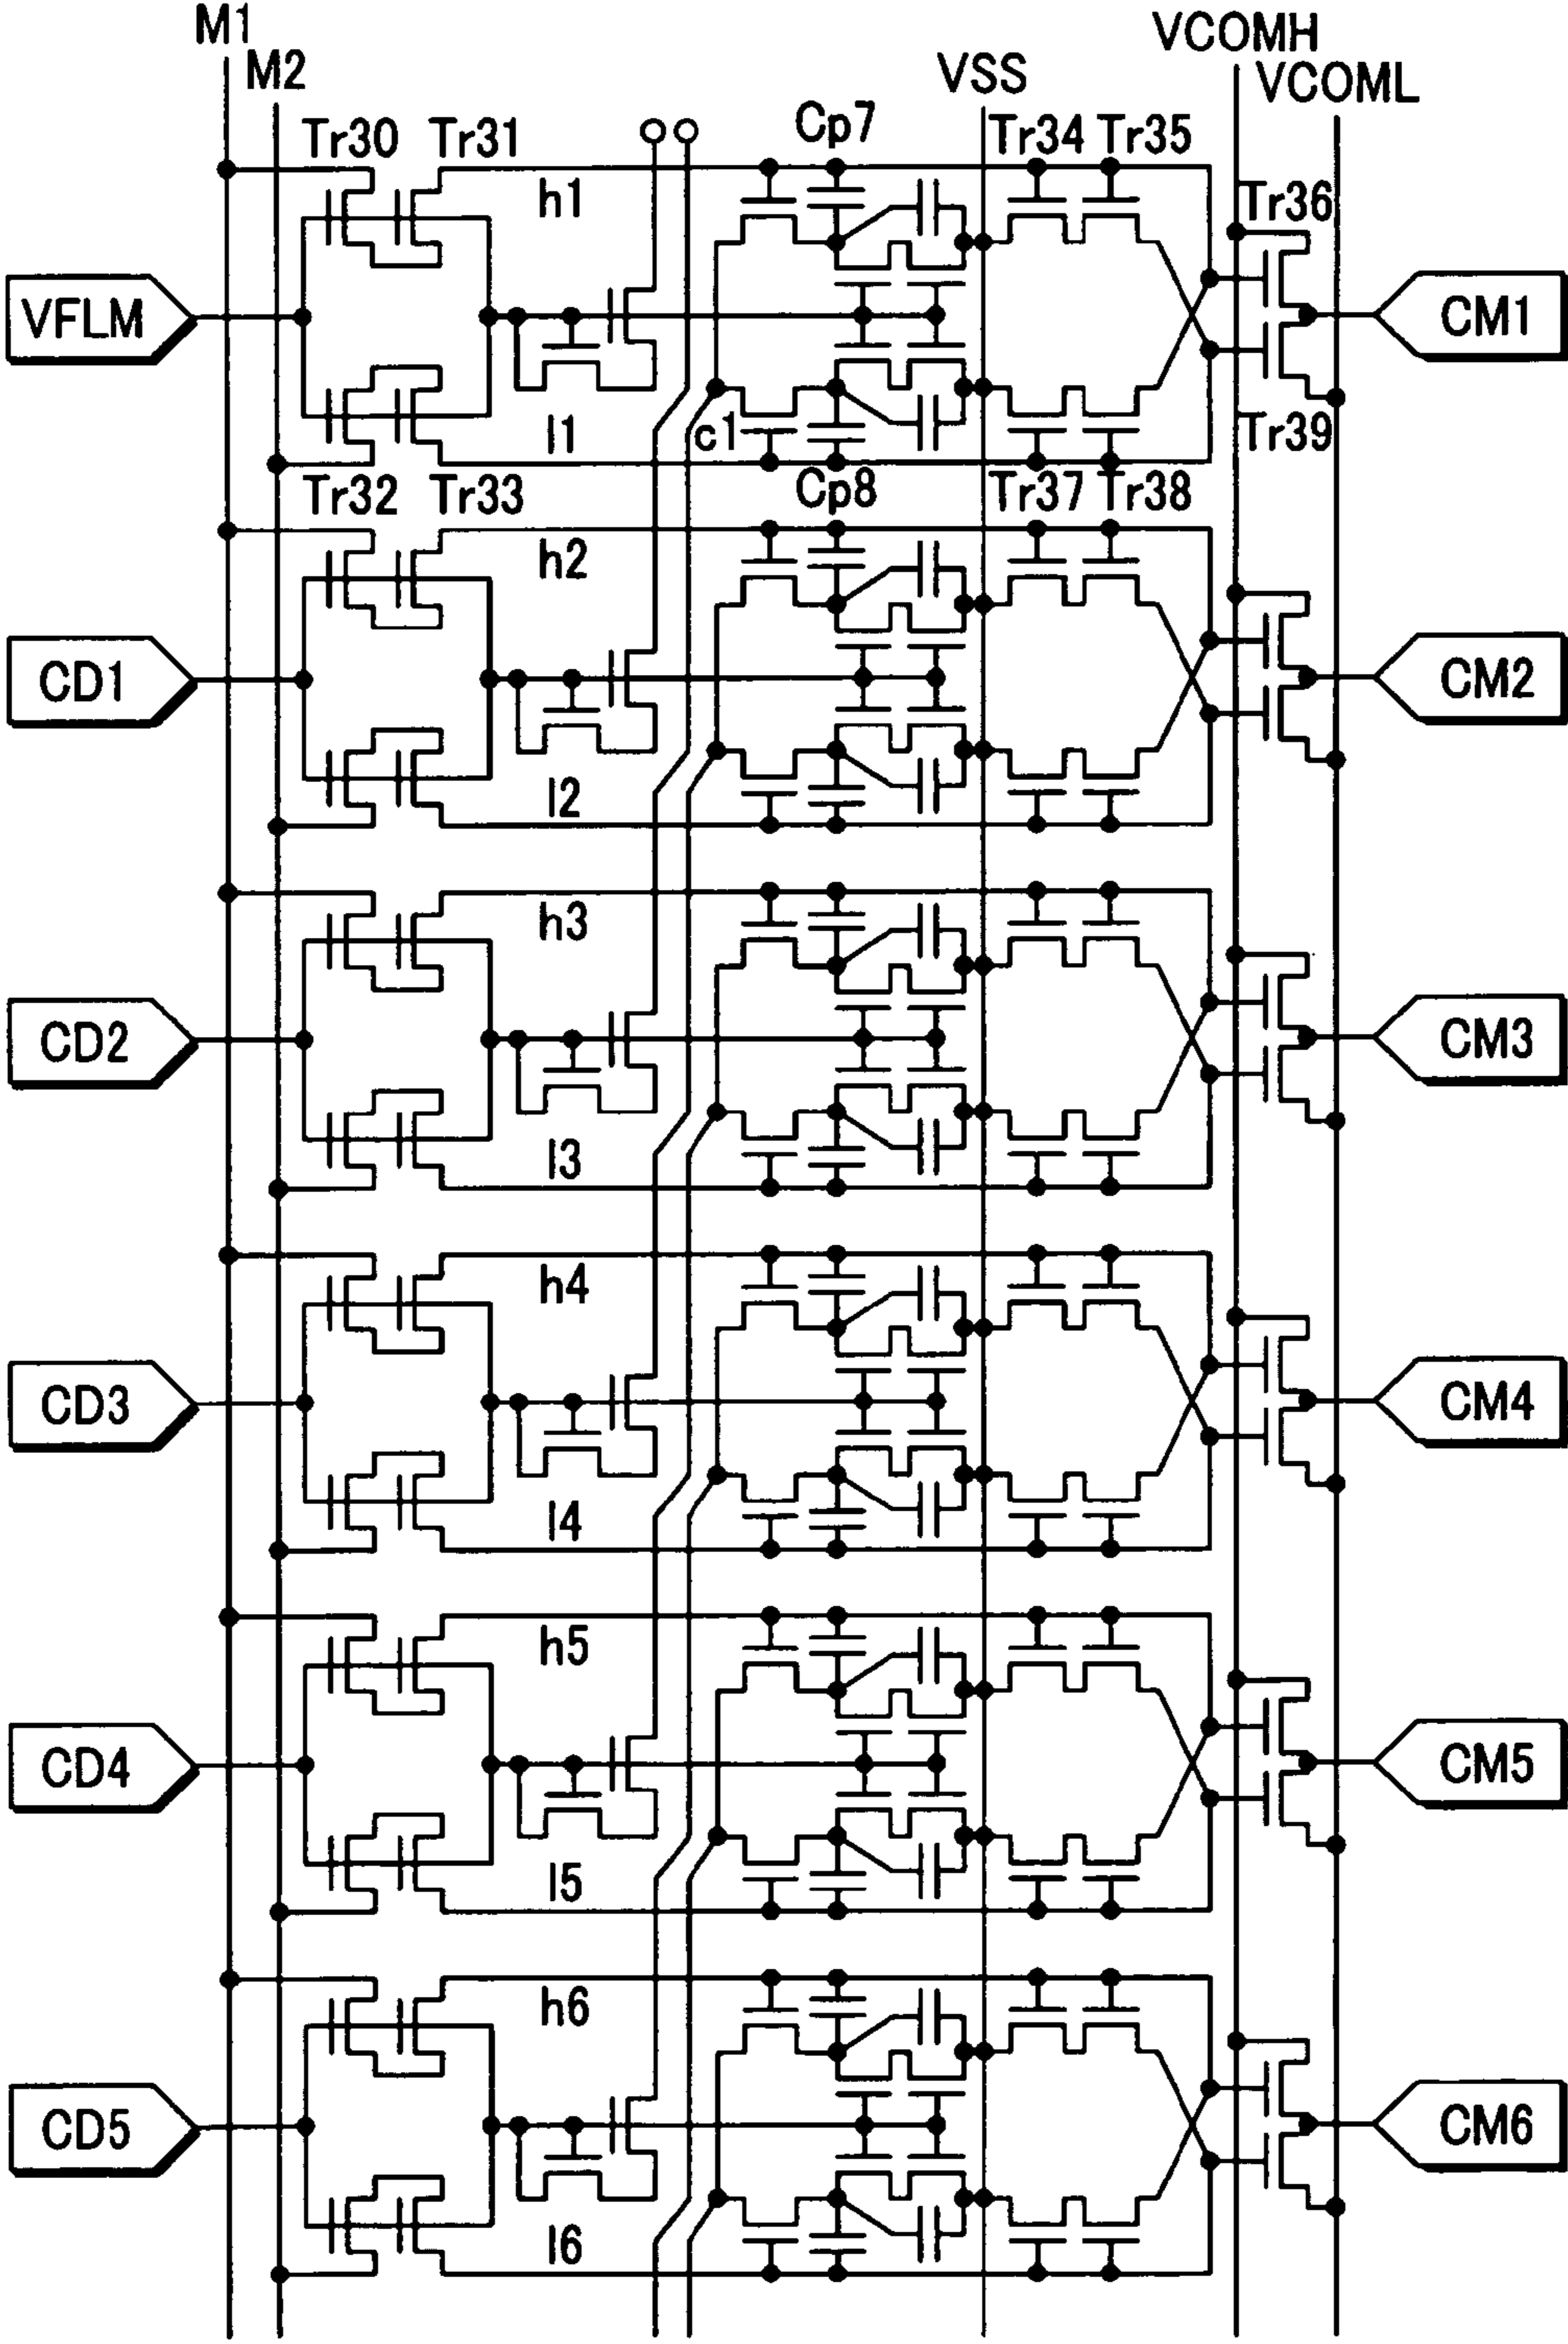 M1
M2
VSS
VCOMH
VCOML
Tr30
Tr31
Cp7
Tr34
Tr35
h1
Tr36
VFLM
CM1
l1
c1
Tr39
Tr32
Tr33
Cp8
Tr37
Tr38
h2
CD1
CM2
l2
h3
CD2
CM3
l3
h4
CD3
CM4
l4
h5
CD4
CM5
l5
h6
CD5
CM6
l6